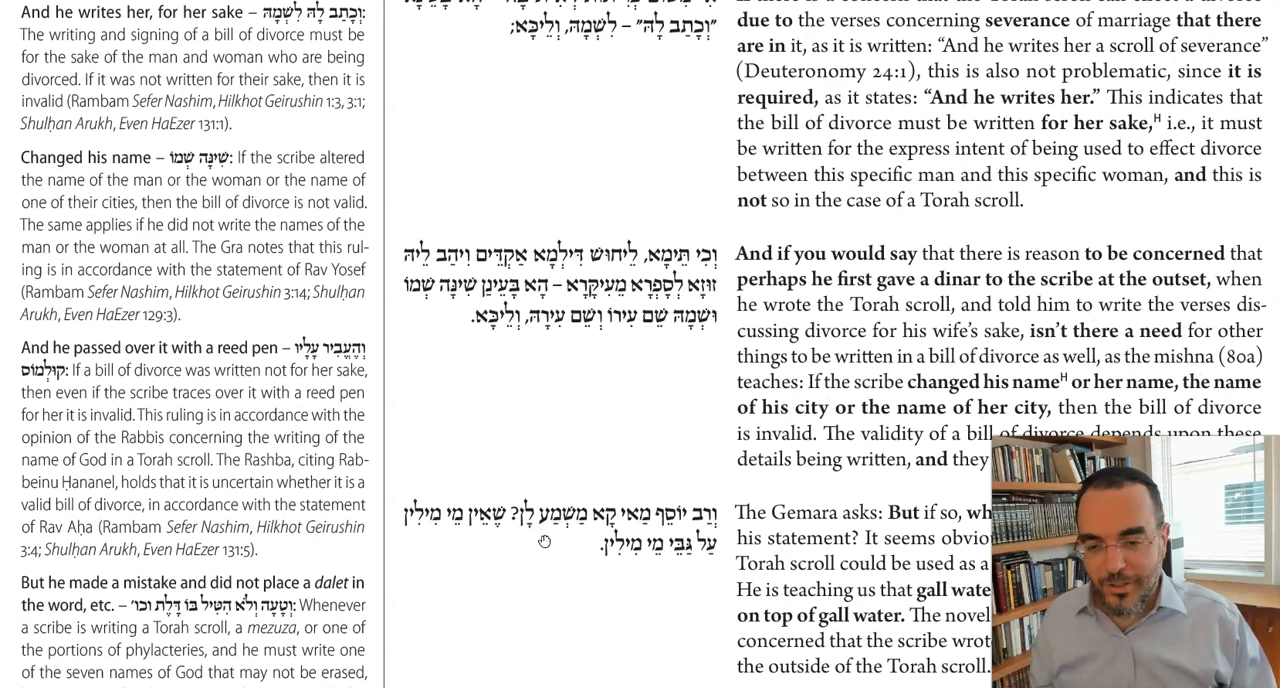 And he writes her, for her sake – וְכָתַב לָהּ לִשְׁמָהּ:
The writing and signing of a bill of divorce must be
for the sake of the man and woman who are being
divorced. If it was not written for their sake, then it is
invalid (Rambam Sefer Nashim, Hilkhot Geirushin 1:3, 3:1;
Shulḥan Arukh, Even HaEzer 131:1).
Changed his name – שִׁינָּה שְׁמוֹ: If the scribe altered
the name of the man or the woman or the name of
one of their cities, then the bill of divorce is not valid.
The same applies if he did not write the names of the
man or the woman at all. The Gra notes that this rul-
ing is in accordance with the statement of Rav Yosef
(Rambam Sefer Nashim, Hilkhot Geirushin 3:14; Shulḥan
Arukh, Even HaEzer 129:3).
And he passed over it with a reed pen – וְהֶעֱבִיר עָלָיו
קוּלְמוֹס: If a bill of divorce was written not for her sake,
then even if the scribe traces over it with a reed pen
for her it is invalid. This ruling is in accordance with the
opinion of the Rabbis concerning the writing of the
name of God in a Torah scroll. The Rashba, citing Rab-
beinu Ḥananel, holds that it is uncertain whether it is a
valid bill of divorce, in accordance with the statement
of Rav Aḥa (Rambam Sefer Nashim, Hilkhot Geirushin
3:4; Shulḥan Arukh, Even HaEzer 131:5).
But he made a mistake and did not place a dalet in
the word, etc. – וְטָעָה וְלֹא הִטִּיל בּוֹ דָּלֶת וכו׳: Whenever
a scribe is writing a Torah scroll, a mezuza, or one of
the portions of phylacteries, and he must write one
of the seven names of God that may not be erased,
״וְכָתַב לָהּ״ – לִשְׁמָהּ, וְלֵיכָּא;
וְכִי תֵּימָא, לֵיחוּשׁ דִּילְמָא אַקְדֵּים וִיהַב לֵיהּ
זוּזָא לְסָפְרָא מֵעִיקָּרָא – הָא בָּעֵינַן שִׁינָּה שְׁמוֹ
וּשְׁמָהּ שֵׁם עִירוֹ וְשֵׁם עִירָהּ, וְלֵיכָּא.
וְרַב יוֹסֵף מַאי קָא מַשְׁמַע לַן? שֶׁאֵין מֵי מִילִין
עַל גַּבֵּי מֵי מִילִין.
due to the verses concerning severance of marriage that there
are in it, as it is written: “And he writes her a scroll of severance”
(Deuteronomy 24:1), this is also not problematic, since it is
required, as it states: “And he writes her.” This indicates that
the bill of divorce must be written for her sake,H i.e., it must
be written for the express intent of being used to effect divorce
between this specific man and this specific woman, and this is
not so in the case of a Torah scroll.
And if you would say that there is reason to be concerned that
perhaps he first gave a dinar to the scribe at the outset, when
he wrote the Torah scroll, and told him to write the verses dis-
cussing divorce for his wife’s sake, isn’t there a need for other
things to be written in a bill of divorce as well, as the mishna (80a)
teaches: If the scribe changed his nameH or her name, the name
of his city or the name of her city, then the bill of divorce
is invalid. The validity of a bill of divorce depends upon these
details being written, and they
The Gemara asks: But if so, wh
his statement? It seems obvio
Torah scroll could be used as a
He is teaching us that gall wate
on top of gall water. The novel
concerned that the scribe wrot
the outside of the Torah scroll.